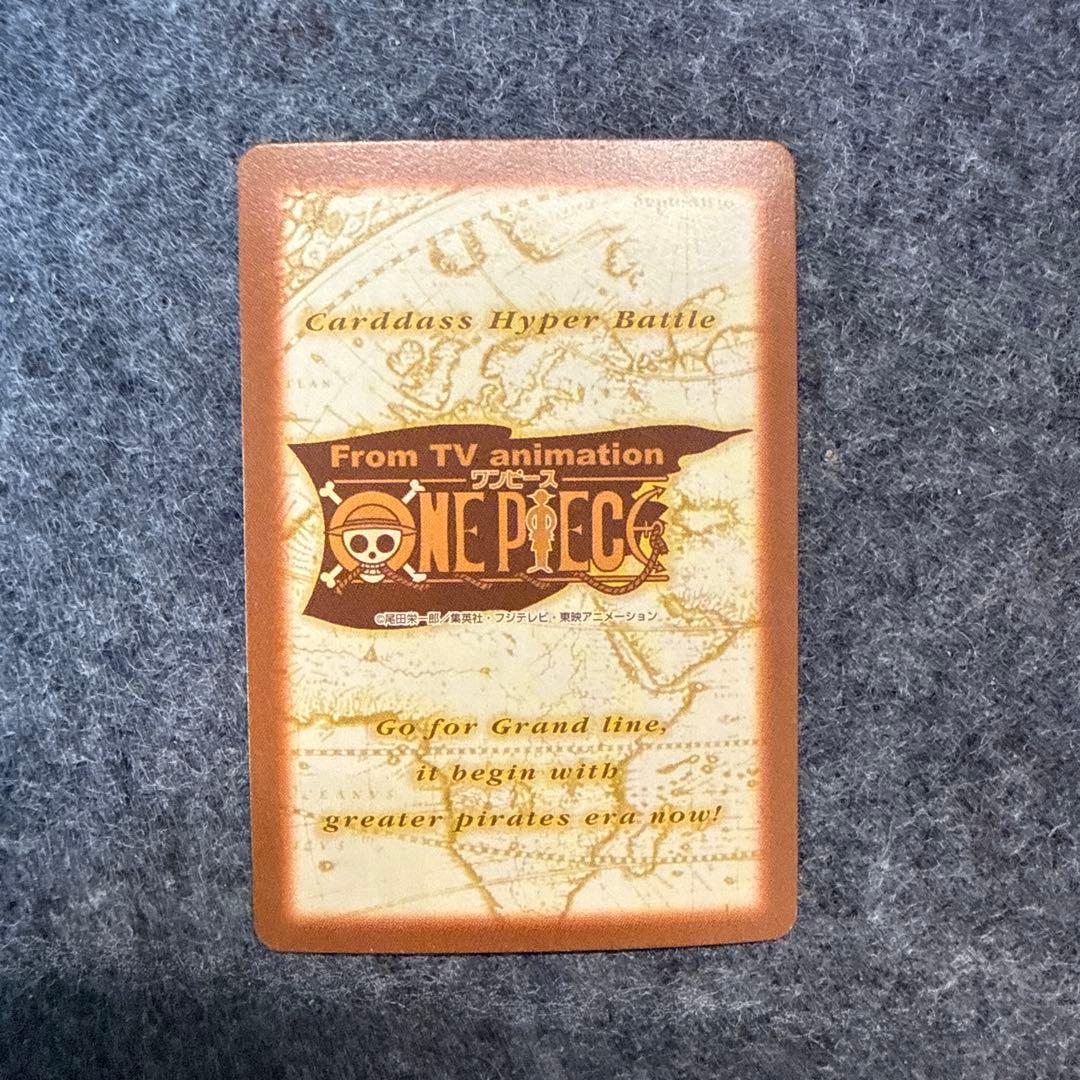 Carddass Hyper Battle
From TV animation
ワンピース
ONE PIECE
©尾田栄一郎／集英社・フジテレビ・東映アニメーション
Go for Grand line,
it begin with
greater pirates era now!